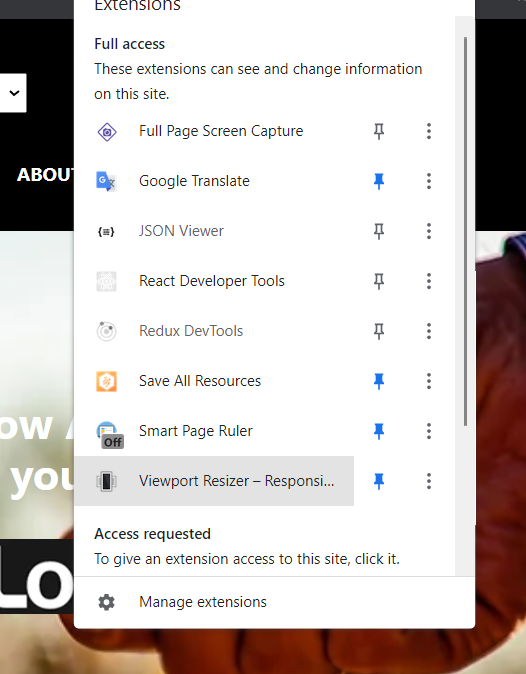 Extensions
Full access
These extensions can see and change information
on this site.
Full Page Screen Capture
Google Translate
ABOU
JSON Viewer
React Developer Tools
Redux DevTools
Save All Resources
Smart Page Ruler
Off
ow
you
Viewport Resizer – Responsi...
Access requested
To give an extension access to this site, click it.
Lo
Manage extensions